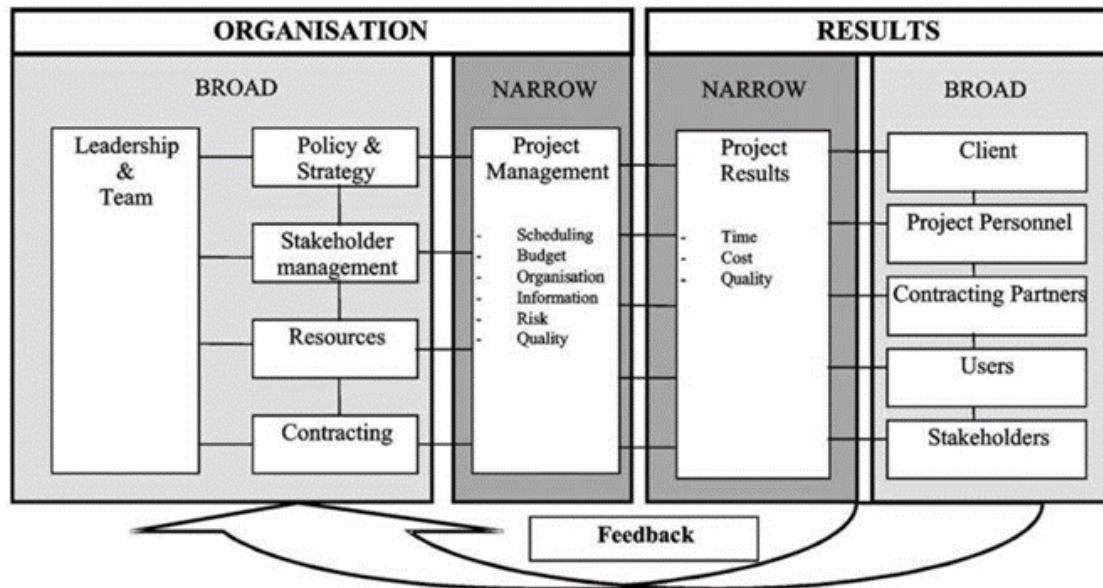 ORGANISATION
RESULTS
BROAD
NARROW
NARROW
BROAD
Leadership
&
Team
Policy &
Strategy
Stakeholder
management
Resources
Contracting
Project
Management
- Scheduling
- Budget
- Organisation
- Information
- Risk
- Quality
Project
Results
- Time
- Cost
- Quality
Client
Project Personnel
Contracting Partners
Users
Stakeholders
Feedback